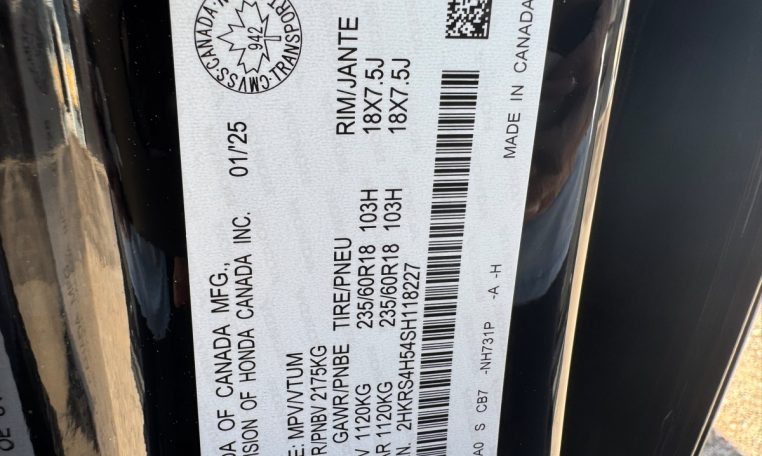 CMVSS-CANADA
942
TRANSPORT
OF CANADA MFG.,
OF HONDA CANADA INC. 01/'25
MPV/VTUM
2175KG
GAWR/PNBE TIRE/PNEU RIM/JANTE
1120KG 235/60R18 103H 18X7.5J
1120KG 235/60R18 103H 18X7.5J
2HKRS4H54SH118227
S CB7 -NH731P -A -H MADE IN CANADA